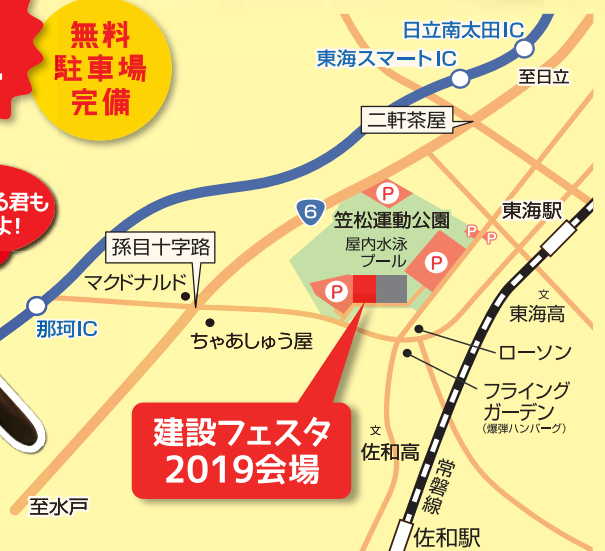 無料
駐車場
完備
日立南太田IC
東海スマートIC
至日立
二軒茶屋
る君も
よ!
6
P
笠松運動公園
屋内水泳
プール
P
P
P
P
東海駅
孫目十字路
マクドナルド
那珂IC
ちゃあしゅう屋
文
東海高
ローソン
フライング
ガーデン
(爆弾ハンバーグ)
建設フェスタ
2019会場
文
佐和高
常磐線
至水戸
佐和駅